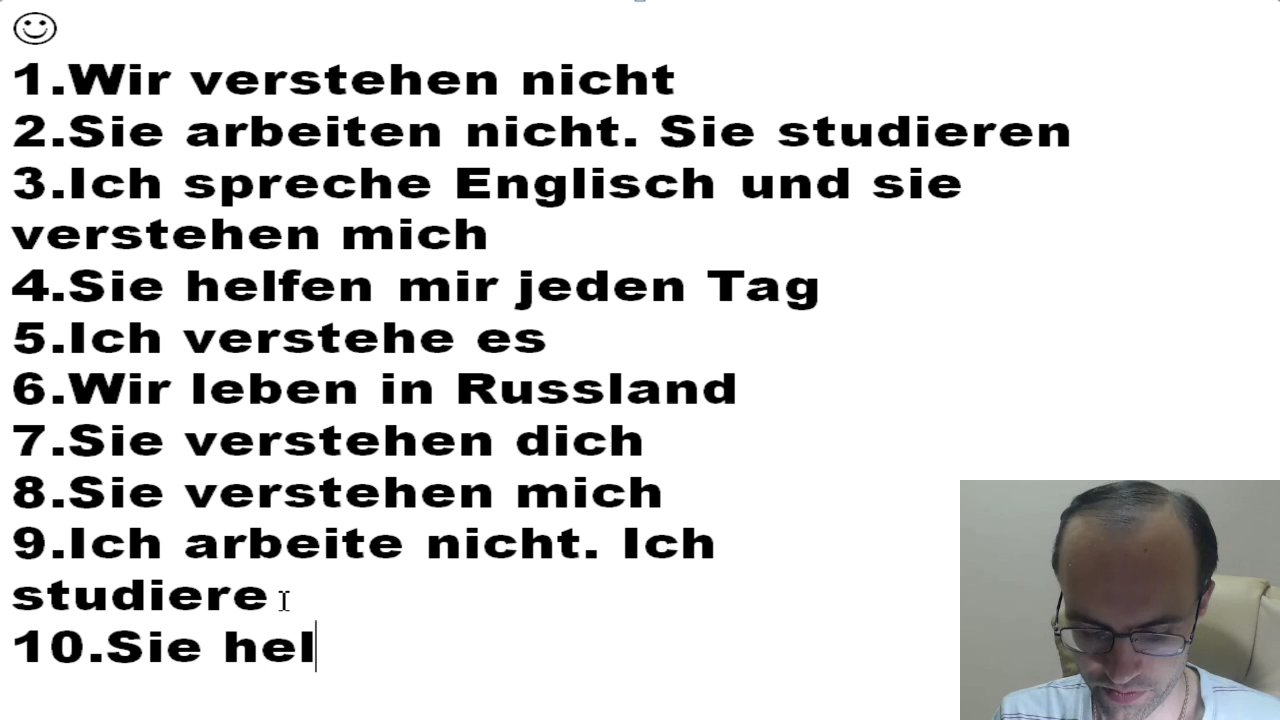 1.Wir verstehen nicht
2.Sie arbeiten nicht. Sie studieren
3.Ich spreche Englisch und sie
verstehen mich
4.Sie helfen mir jeden Tag
5.Ich verstehe es
6.Wir leben in Russland
7.Sie verstehen dich
8.Sie verstehen mich
9.Ich arbeite nicht. Ich
studiere
10.Sie hel